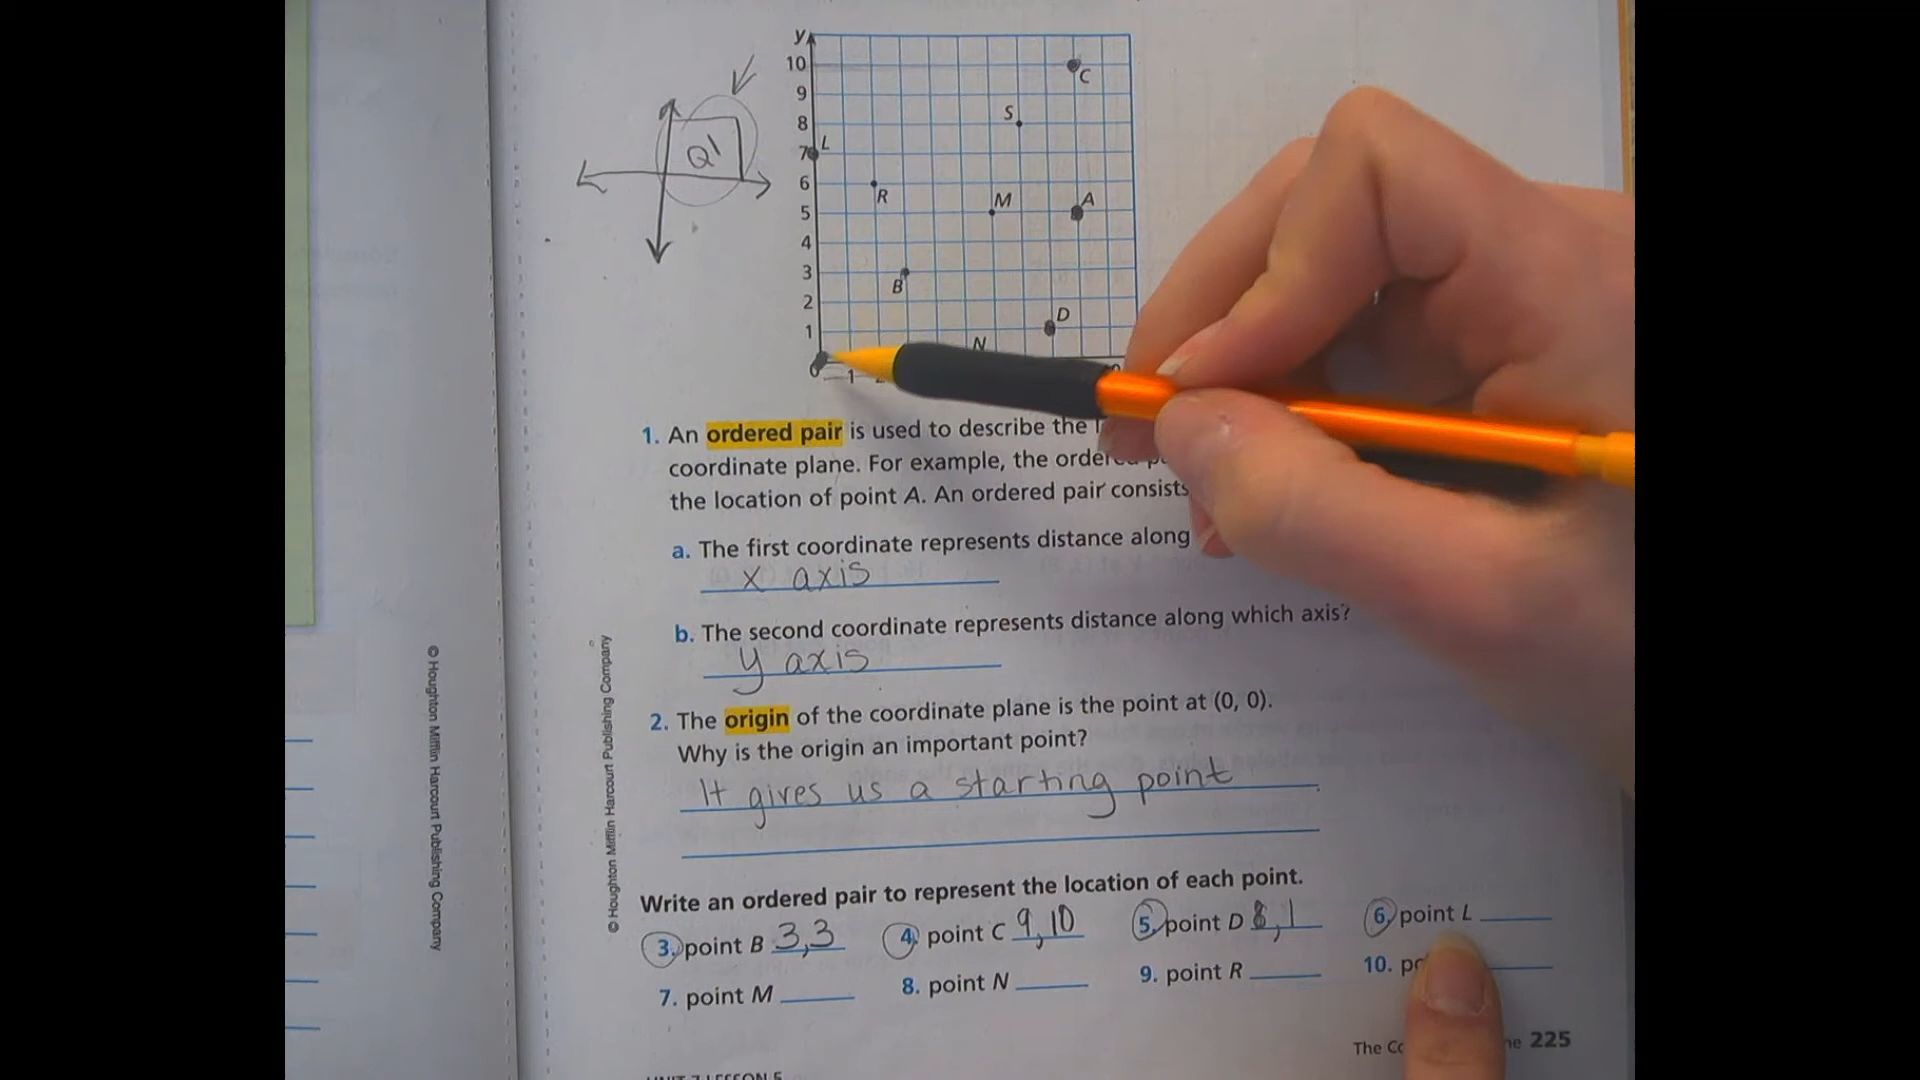 y
10
C
9
S
8
Q1
7 L
6
R
M
A
5
4
3
B
2
D
1
N
0 1
1. An ordered pair is used to describe the
coordinate plane. For example, the
the location of point A. An ordered pair consists
a. The first coordinate represents distance along
x axis
b. The second coordinate represents distance along which axis?
y axis
2. The origin of the coordinate plane is the point at (0, 0).
Why is the origin an important point?
It gives us a starting point
Write an ordered pair to represent the location of each point.
3. point B 3,3 4. point C 9,10 5. point D 8,1 6. point L
7. point M 8. point N 9. point R 10.
The 225
© Houghton Mifflin Harcourt Publishing Company
© Houghton Mifflin Harcourt Publishing Company